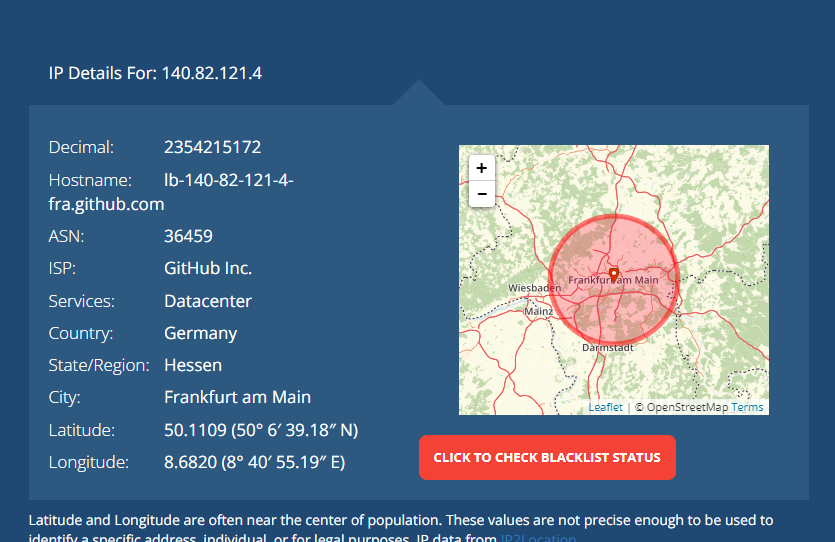 IP Details For: 140.82.121.4
Decimal: 2354215172
Hostname: lb-140-82-121-4-
fra.github.com
ASN: 36459
ISP: GitHub Inc.
Services: Datacenter
Country: Germany
State/Region: Hessen
City: Frankfurt am Main
Latitude: 50.1109 (50° 6′ 39.18″ N)
Longitude: 8.6820 (8° 40′ 55.19″ E)
+
−
Wiesbaden
Frankfurt am Main
Mainz
Darmstadt
Leaflet | © OpenStreetMap Terms
CLICK TO CHECK BLACKLIST STATUS
Latitude and Longitude are often near the center of population. These values are not precise enough to be used to
identify a specific address, individual, or for legal purposes. IP data from IP2Location